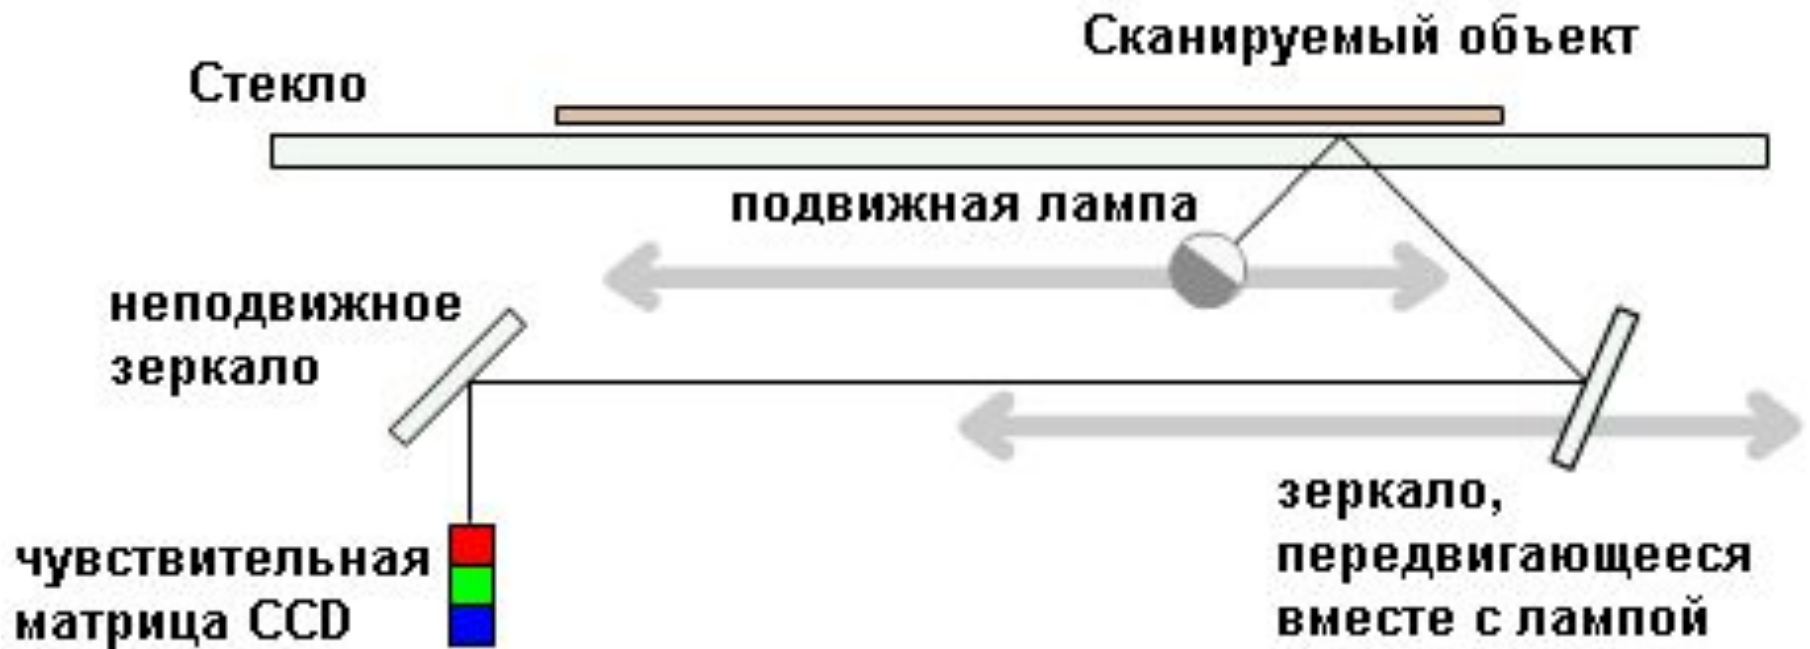 Сканируемый объект
Стекло
подвижная лампа
неподвижное
зеркало
зеркало,
передвигающееся
вместе с лампой
чувствительная
матрица CCD